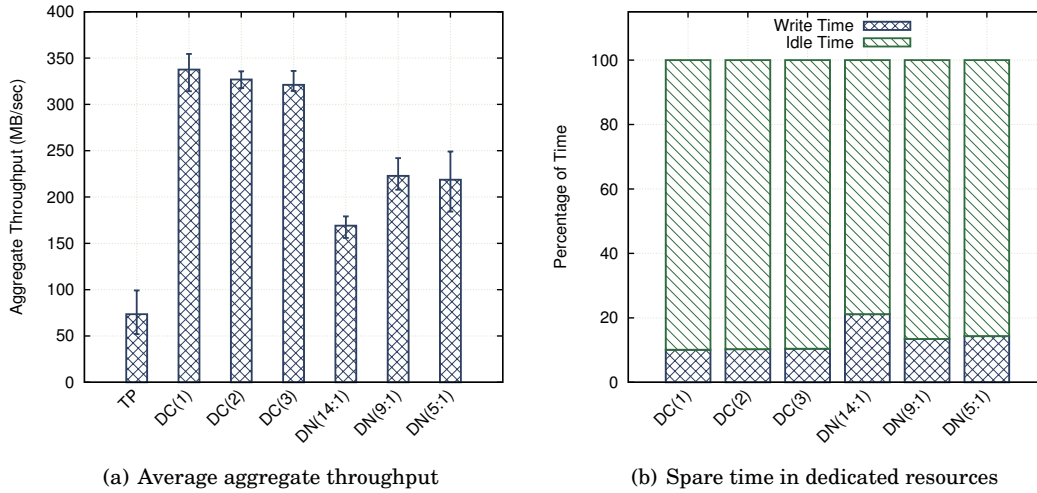 400
350
300
250
200
150
100
50
0
Aggregate Throughput (MB/sec)
TP
DC(1)
DC(2)
DC(3)
DN(14:1)
DN(9:1)
DN(5:1)
(a) Average aggregate throughput
Write Time
Idle Time
100
80
60
40
20
0
Percentage of Time
DC(1)
DC(2)
DC(3)
DN(14:1)
DN(9:1)
DN(5:1)
(b) Spare time in dedicated resources